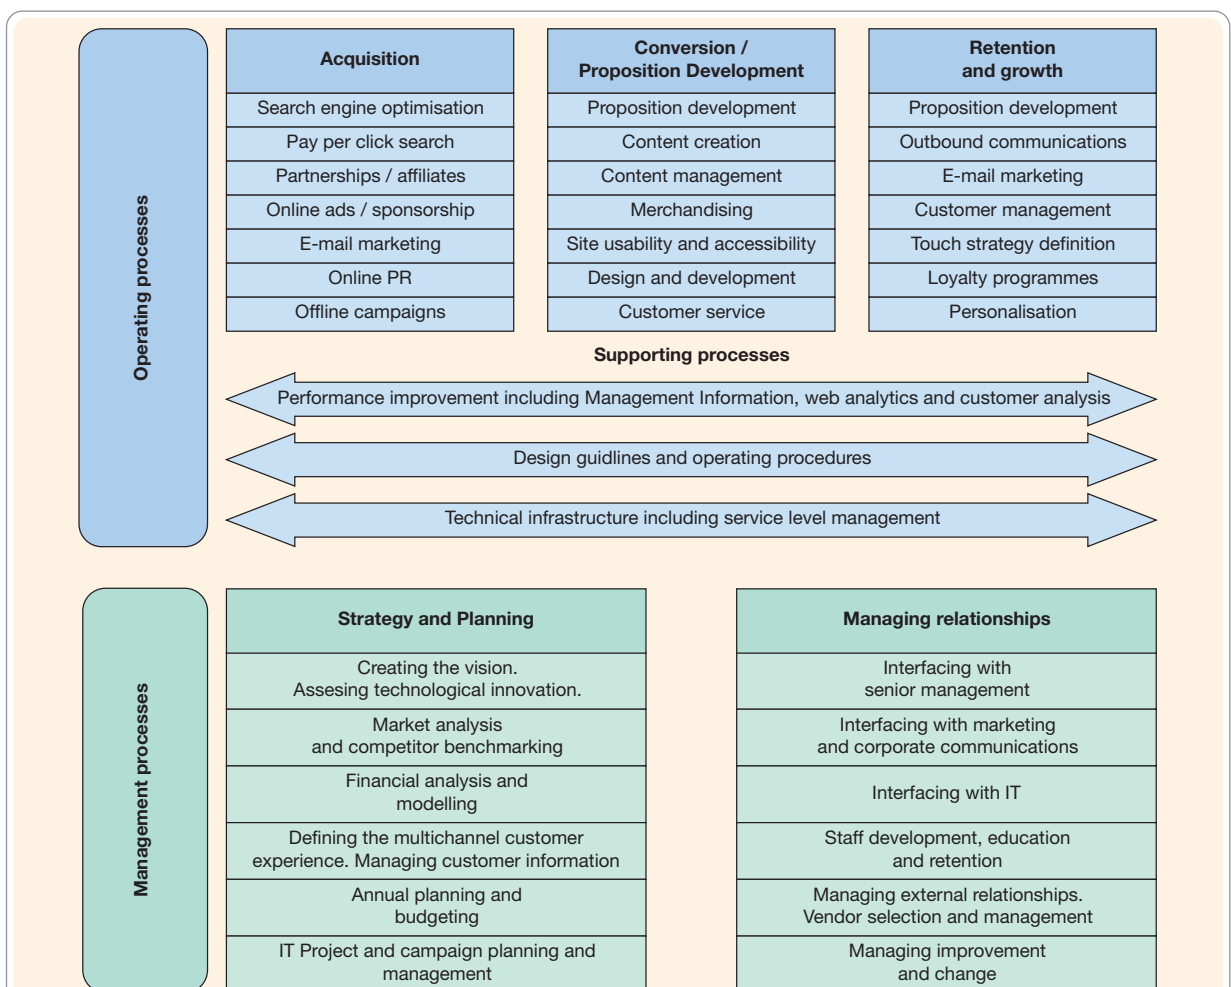 Operating processes
Acquisition
Search engine optimisation
Pay per click search
Partnerships / affiliates
Online ads / sponsorship
E-mail marketing
Online PR
Offline campaigns
Conversion /
Proposition Development
Proposition development
Content creation
Content management
Merchandising
Site usability and accessibility
Design and development
Customer service
Retention
and growth
Proposition development
Outbound communications
E-mail marketing
Customer management
Touch strategy definition
Loyalty programmes
Personalisation
Supporting processes
Performance improvement including Management Information, web analytics and customer analysis
Design guidlines and operating procedures
Technical infrastructure including service level management
Management processes
Strategy and Planning
Creating the vision.
Assesing technological innovation.
Market analysis
and competitor benchmarking
Financial analysis and
modelling
Defining the multichannel customer
experience. Managing customer information
Annual planning and
budgeting
IT Project and campaign planning and
management
Managing relationships
Interfacing with
senior management
Interfacing with marketing
and corporate communications
Interfacing with IT
Staff development, education
and retention
Managing external relationships.
Vendor selection and management
Managing improvement
and change